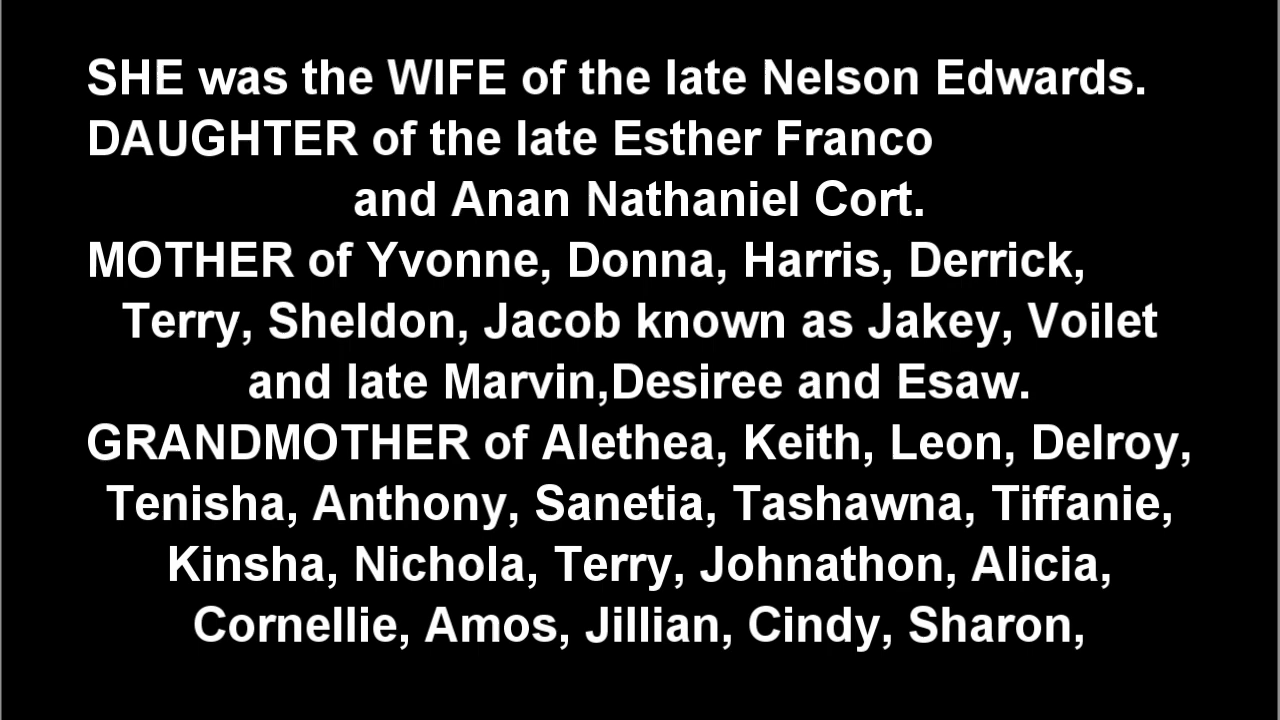 SHE was the WIFE of the late Nelson Edwards.
DAUGHTER of the late Esther Franco
and Anan Nathaniel Cort.
MOTHER of Yvonne, Donna, Harris, Derrick,
Terry, Sheldon, Jacob known as Jakey, Voilet
and late Marvin,Desiree and Esaw.
GRANDMOTHER of Alethea, Keith, Leon, Delroy,
Tenisha, Anthony, Sanetia, Tashawna, Tiffanie,
Kinsha, Nichola, Terry, Johnathon, Alicia,
Cornellie, Amos, Jillian, Cindy, Sharon,